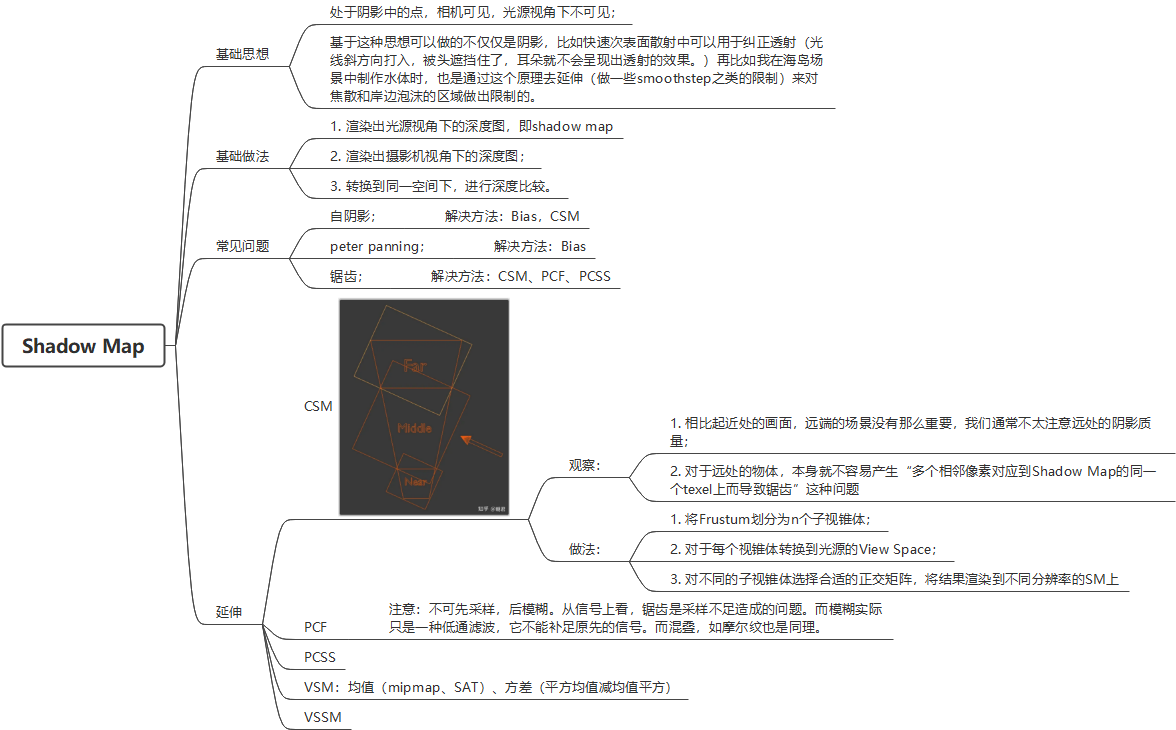 Shadow Map
基础思想
处于阴影中的点，相机可见，光源视角下不可见；
基于这种思想可以做的不仅仅是阴影，比如快速次表面散射中可以用于纠正透射（光
线斜方向打入，被头遮挡住了，耳朵就不会呈现出透射的效果。）再比如我在海岛场
景中制作水体时，也是通过这个原理去延伸（做一些smoothstep之类的限制）来对
焦散和岸边泡沫的区域做出限制的。
基础做法
1. 渲染出光源视角下的深度图，即shadow map
2. 渲染出摄影机视角下的深度图；
3. 转换到同一空间下，进行深度比较。
常见问题
自阴影； 解决方法：Bias，CSM
peter panning； 解决方法：Bias
锯齿； 解决方法：CSM、PCF、PCSS
延伸
CSM
Far
Middle
Near
观察：
1. 相比起近处的画面，远端的场景没有那么重要，我们通常不太注意远处的阴影质
量；
2. 对于远处的物体，本身就不容易产生“多个相邻像素对应到Shadow Map的同一
个texel上而导致锯齿”这种问题
做法：
1. 将Frustum划分为n个子视锥体；
2. 对于每个视锥体转换到光源的View Space；
3. 对不同的子视锥体选择合适的正交矩阵，将结果渲染到不同分辨率的SM上
PCF
注意：不可先采样，后模糊。从信号上看，锯齿是采样不足造成的问题。而模糊实际
只是一种低通滤波，它不能补足原先的信号。而混叠，如摩尔纹也是同理。
PCSS
VSM：均值（mipmap、SAT）、方差（平方均值减均值平方）
VSSM